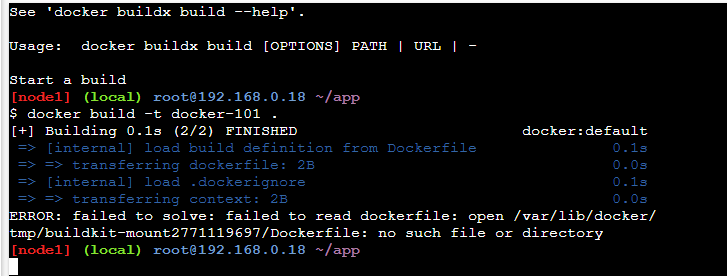 See 'docker buildx build --help'.
Usage:  docker buildx build [OPTIONS] PATH | URL | -
Start a build
[node1] (local) root@192.168.0.18 ~/app
$ docker build -t docker-101 .
[+] Building 0.1s (2/2) FINISHED docker:default
=> [internal] load build definition from Dockerfile 0.1s
=> => transferring dockerfile: 2B 0.0s
=> [internal] load .dockerignore 0.1s
=> => transferring context: 2B 0.0s
ERROR: failed to solve: failed to read dockerfile: open /var/lib/docker/
tmp/buildkit-mount2771119697/Dockerfile: no such file or directory
[node1] (local) root@192.168.0.18 ~/app